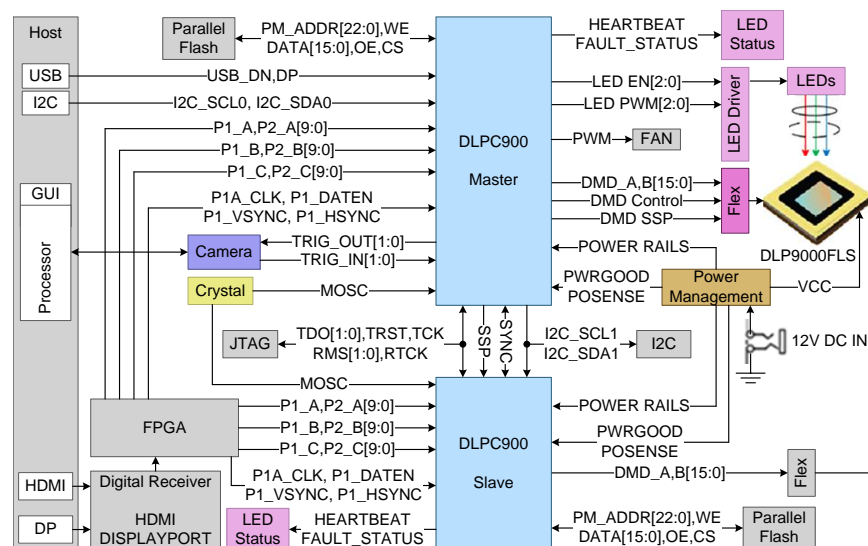 Host
Parallel
Flash
PM_ADDR[22:0],WE
DATA[15:0],OE,CS
HEARTBEAT
FAULT_STATUS
LED
Status
USB
USB_DN,DP
I2C
I2C_SCL0, I2C_SDA0
LED EN[2:0]
LED PWM[2:0]
LED Driver
LEDs
P1_A,P2_A[9:0]
P1_B,P2_B[9:0]
P1_C,P2_C[9:0]
DLPC900
Master
PWM
FAN
GUI
Processor
P1A_CLK, P1_DATEN
P1_VSYNC, P1_HSYNC
DMD_A,B[15:0]
DMD Control
DMD SSP
Flex
DLP9000FLS
Camera
TRIG_OUT[1:0]
TRIG_IN[1:0]
POWER RAILS
Crystal
MOSC
PWRGOOD
POSENSE
Power
Management
VCC
JTAG
TDO[1:0],TRST,TCK
RMS[1:0],RTCK
SSP
SYNC
I2C_SCL1
I2C_SDA1
I2C
12V DC IN
MOSC
FPGA
P1_A,P2_A[9:0]
P1_B,P2_B[9:0]
P1_C,P2_C[9:0]
DLPC900
Slave
POWER RAILS
PWRGOOD
POSENSE
P1A_CLK, P1_DATEN
P1_VSYNC, P1_HSYNC
DMD_A,B[15:0]
Flex
HDMI
Digital Receiver
DP
HDMI
DISPLAYPORT
LED
Status
HEARTBEAT
FAULT_STATUS
PM_ADDR[22:0],WE
DATA[15:0],OE,CS
Parallel
Flash